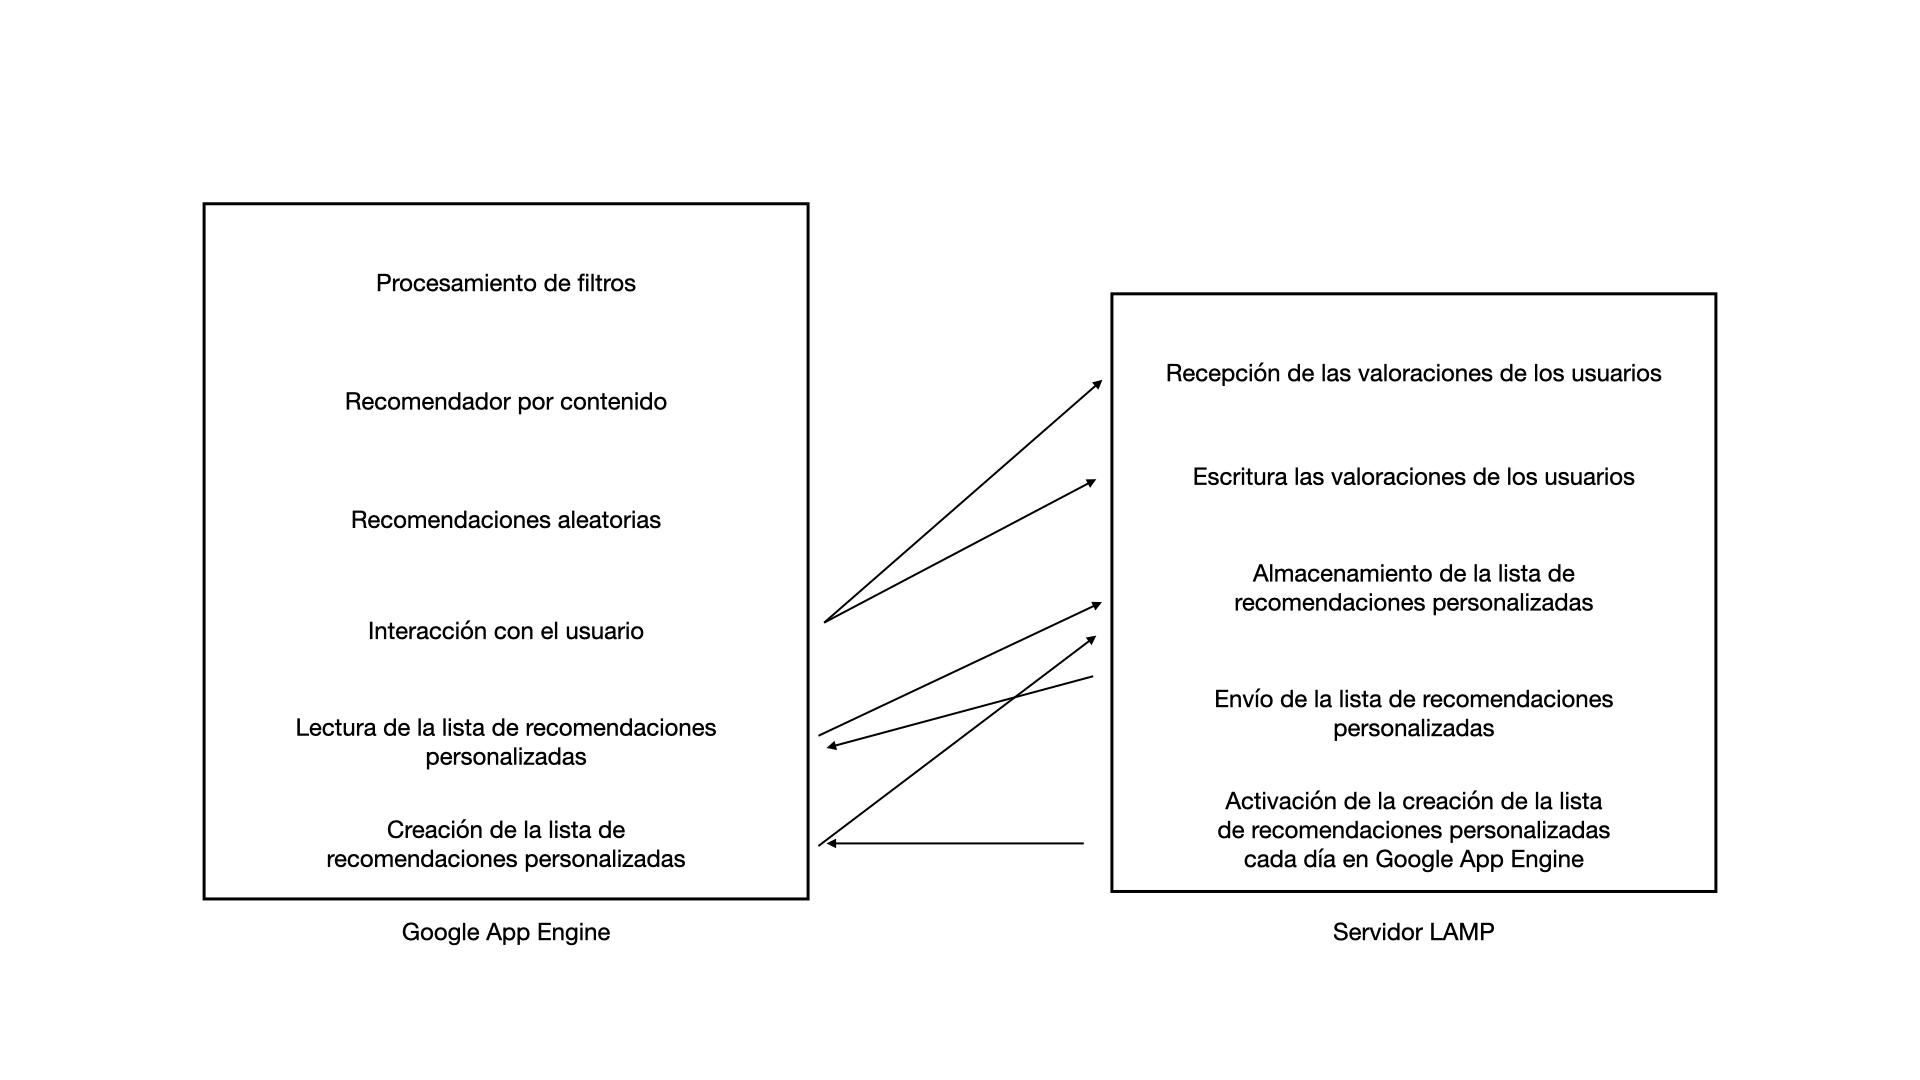 Procesamiento de filtros
Recomendador por contenido
Recomendaciones aleatorias
Interacción con el usuario
Lectura de la lista de recomendaciones
personalizadas
Creación de la lista de
recomendaciones personalizadas
Google App Engine
Recepción de las valoraciones de los usuarios
Escritura las valoraciones de los usuarios
Almacenamiento de la lista de
recomendaciones personalizadas
Envío de la lista de recomendaciones
personalizadas
Activación de la creación de la lista
de recomendaciones personalizadas
cada día en Google App Engine
Servidor LAMP